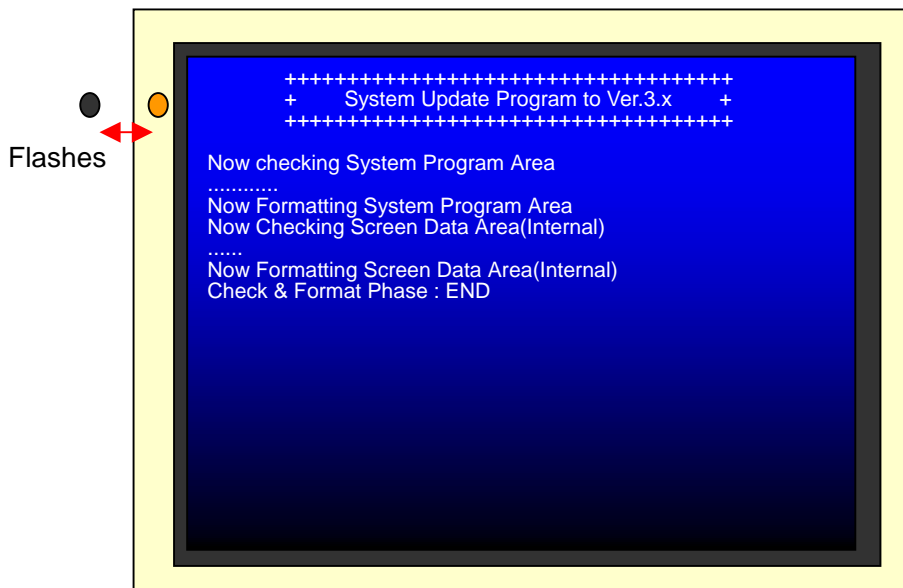 ++++++++++++++++++++++++++++++++++++
+ System Update Program to Ver.3.x +
++++++++++++++++++++++++++++++++++++
Flashes
Now checking System Program Area
............
Now Formatting System Program Area
Now Checking Screen Data Area(Internal)
......
Now Formatting Screen Data Area(Internal)
Check & Format Phase : END